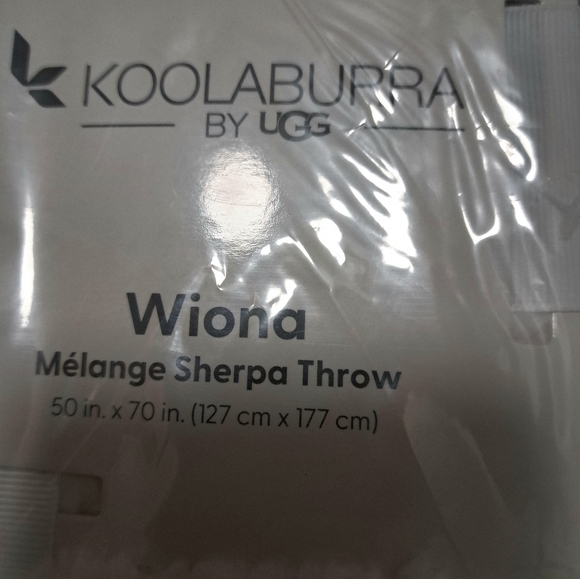 KOOLABURRA
BY UGG
Wiona
Mélange Sherpa Throw
50 in. x 70 in. (127 cm x 177 cm)